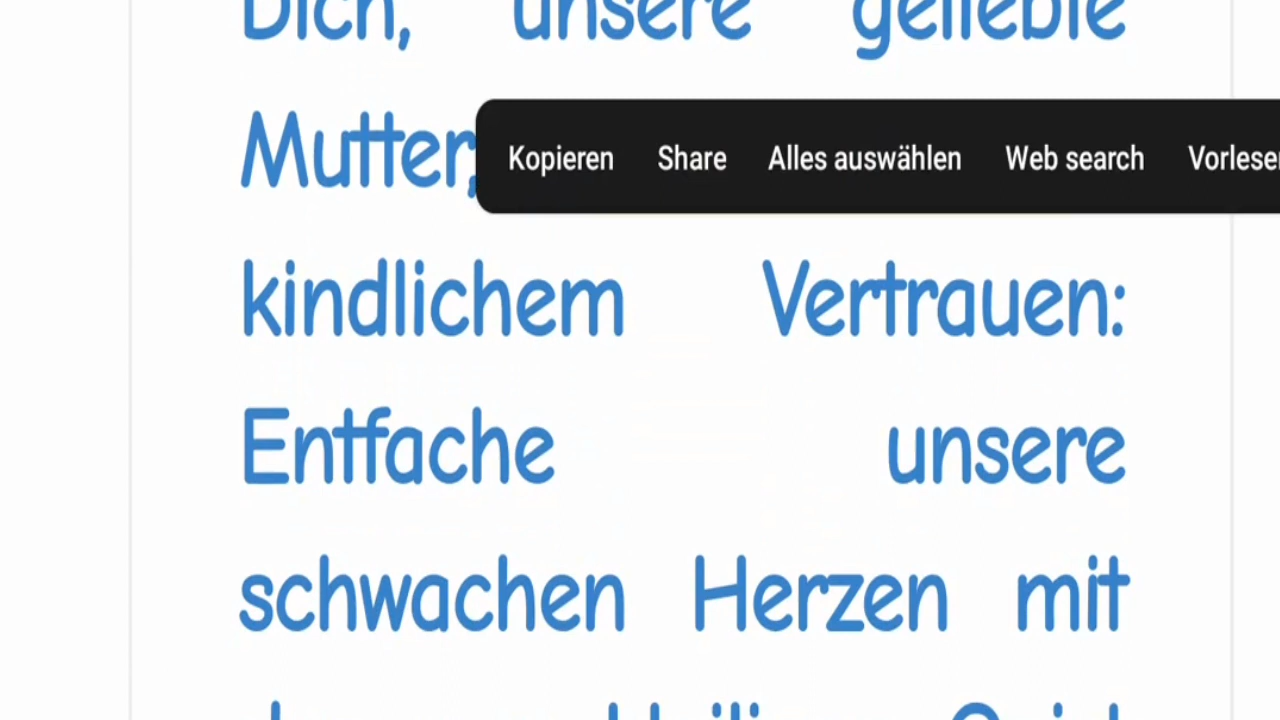 Dich, unsere geliebte
Mutter,
Kopieren Share Alles auswählen Web search
kindlichem Vertrauen:
Entfache unsere
schwachen Herzen mit